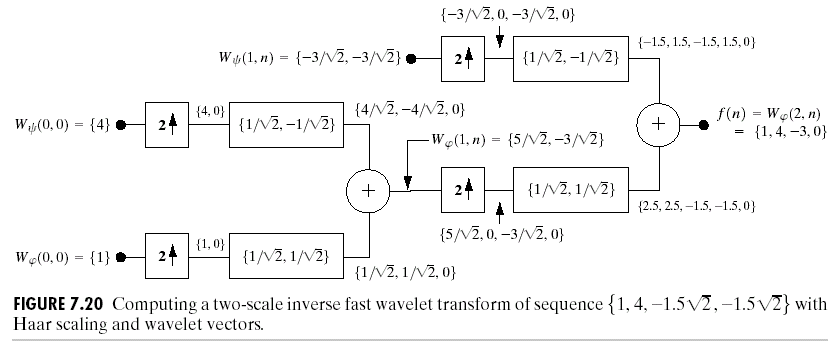 {−3/√2, 0, −3/√2, 0}
Wψ(1, n) = {−3/√2, −3/√2}
2
{1/√2, −1/√2}
{−1.5, 1.5, −1.5, 1.5, 0}
Wψ(0, 0) = {4}
2
{4, 0}
{1/√2, −1/√2}
{4/√2, −4/√2, 0}
+
f(n) = Wφ(2, n)
= {1, 4, −3, 0}
Wφ(1, n) = {5/√2, −3/√2}
+
2
{1/√2, 1/√2}
{2.5, 2.5, −1.5, −1.5, 0}
{5/√2, 0, −3/√2, 0}
Wφ(0, 0) = {1}
2
{1, 0}
{1/√2, 1/√2}
{1/√2, 1/√2, 0}
FIGURE 7.20 Computing a two-scale inverse fast wavelet transform of sequence {1, 4, −1.5√2, −1.5√2} with
Haar scaling and wavelet vectors.